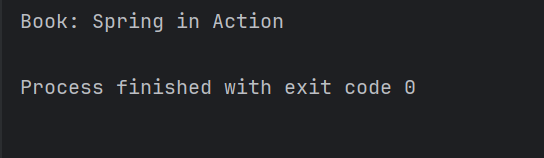 Book: Spring in Action
Process finished with exit code 0